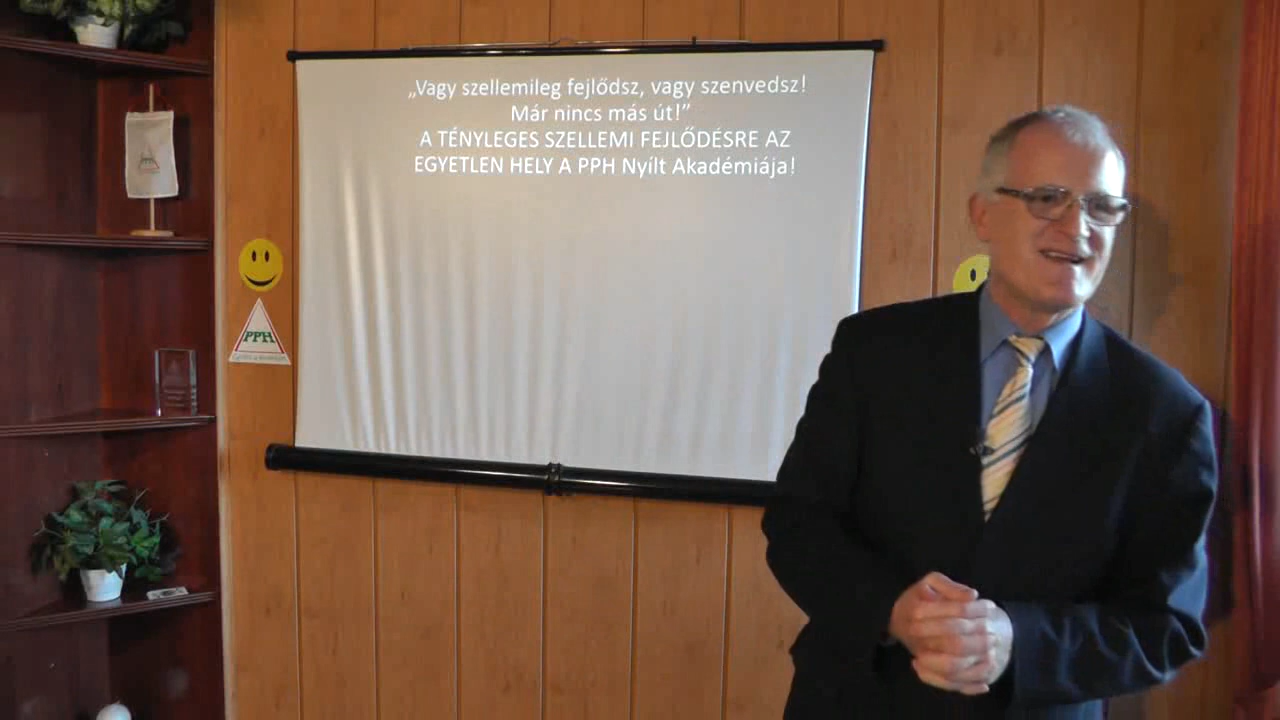 „Vagy szellemileg fejlődsz, vagy szenvedsz!
Már nincs más út!”
A TÉNYLEGES SZELLEMI FEJLŐDÉSRE AZ
EGYETLEN HELY A PPH Nyílt Akadémiája!
PPH